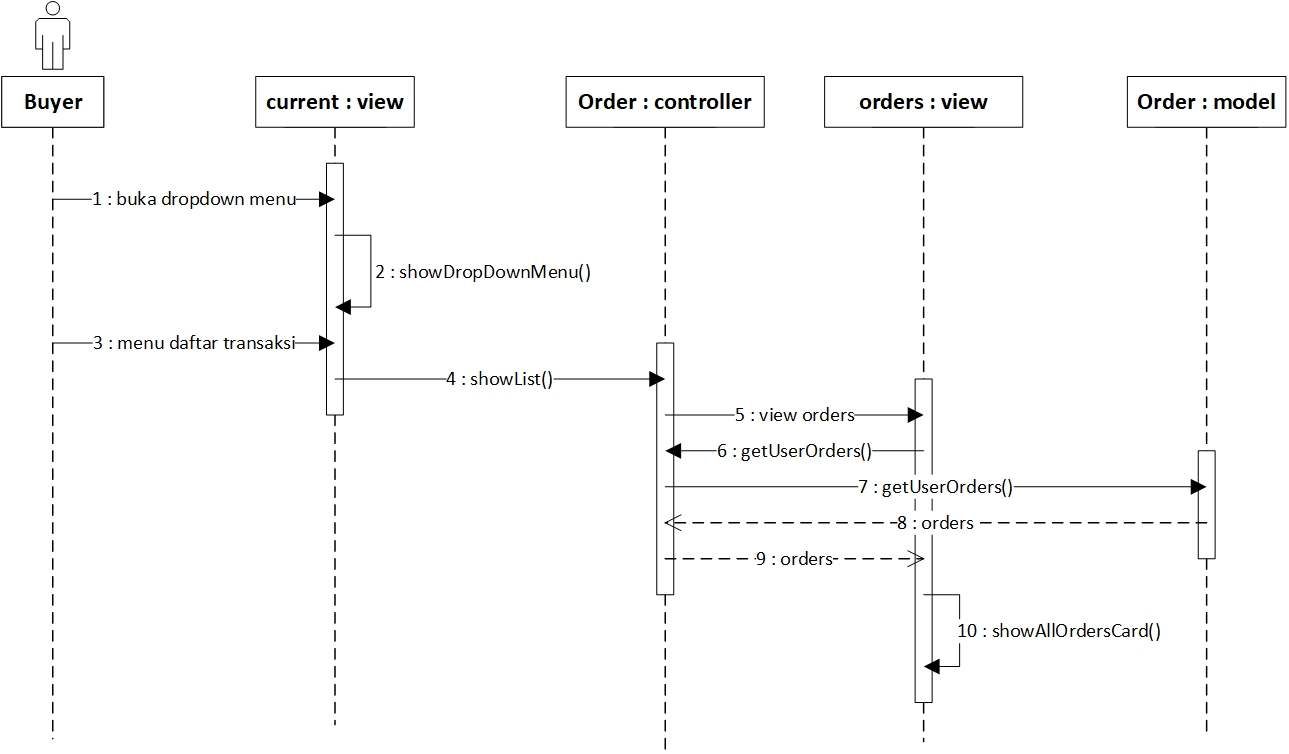 Buyer
current : view
Order : controller
orders : view
Order : model
1 : buka dropdown menu
2 : showDropDownMenu()
3 : menu daftar transaksi
4 : showList()
5 : view orders
6 : getUserOrders()
7 : getUserOrders()
8 : orders
9 : orders
10 : showAllOrdersCard()